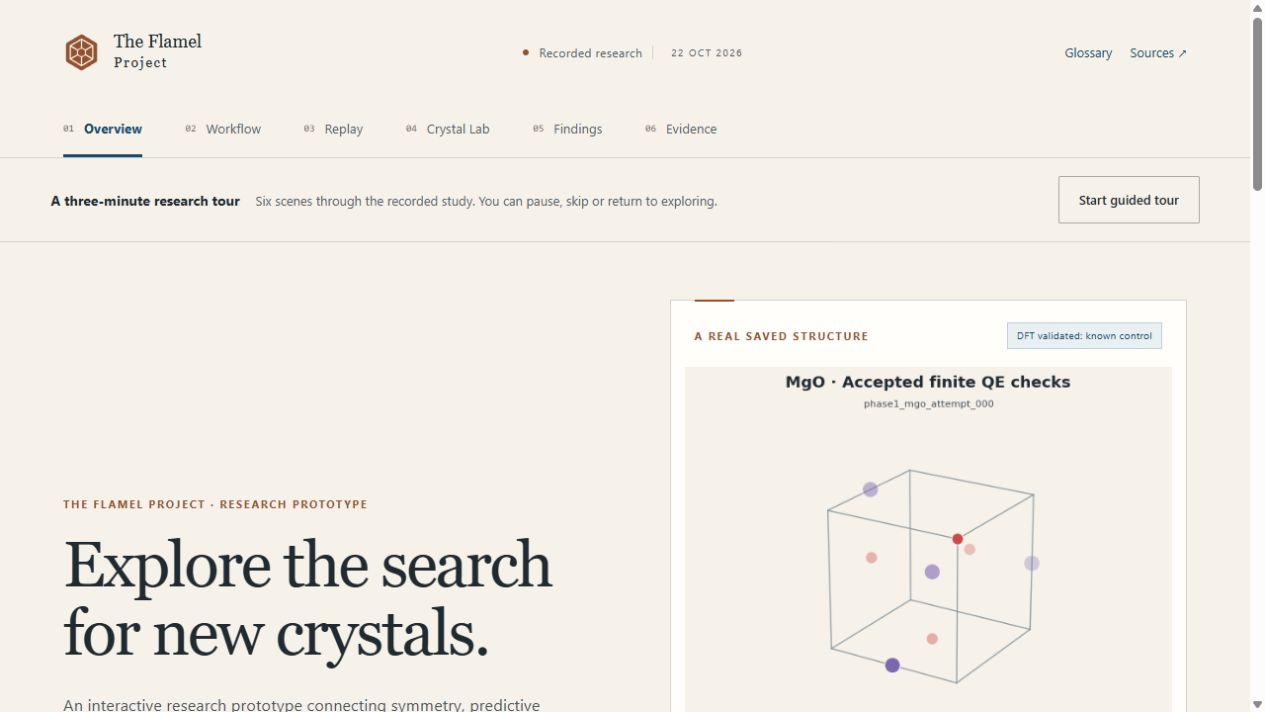 The Flamel
Project
Recorded research
22 OCT 2026
Glossary
Sources ↗
01 Overview
02 Workflow
03 Replay
04 Crystal Lab
05 Findings
06 Evidence
A three-minute research tour
Six scenes through the recorded study. You can pause, skip or return to exploring.
Start guided tour
THE FLAMEL PROJECT · RESEARCH PROTOTYPE
Explore the search
for new crystals.
An interactive research prototype connecting symmetry, predictive
A REAL SAVED STRUCTURE
DFT validated: known control
MgO · Accepted finite QE checks
phase1_mgo_attempt_000